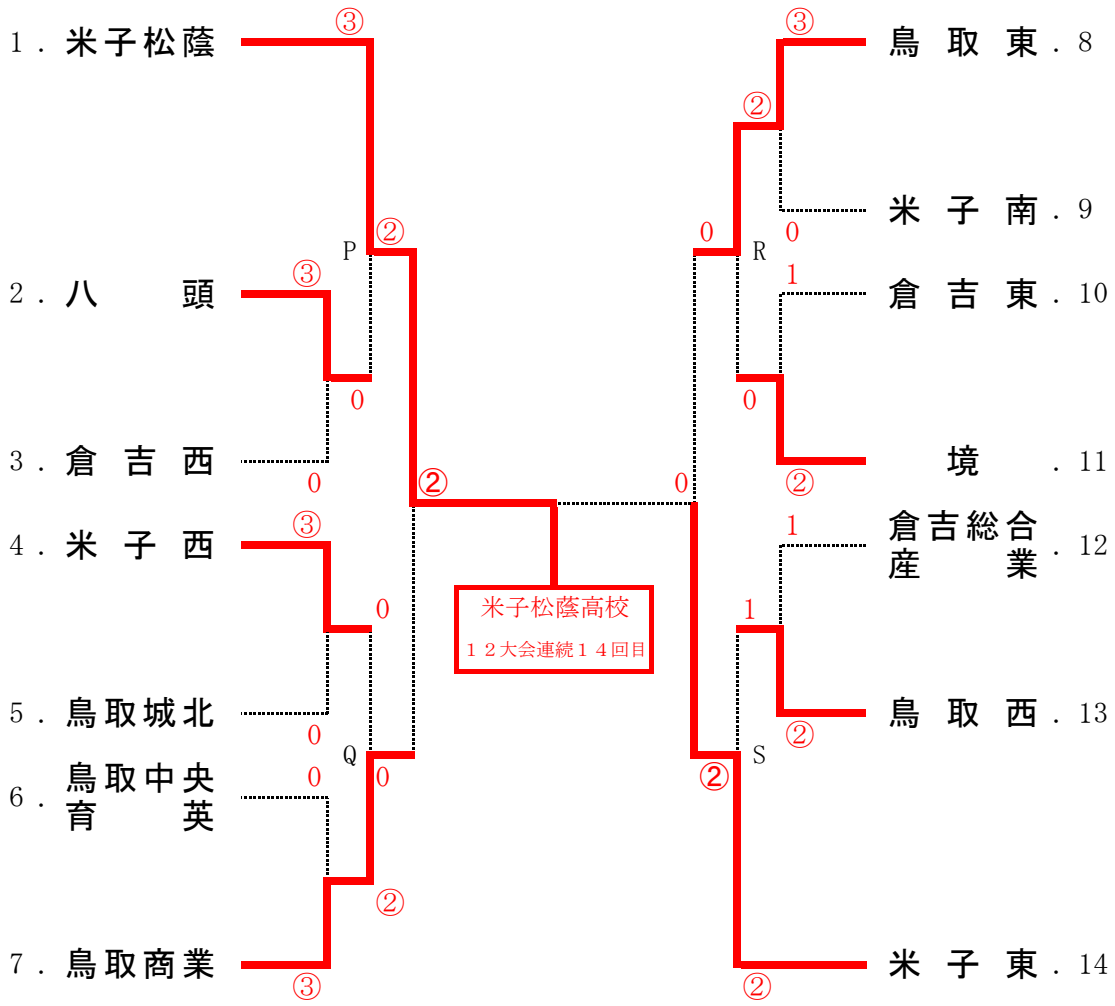 ③
1．米子松蔭
P
②
③
2．八頭
0
3．倉吉西
0
②
③
4．米子西
0
5．鳥取城北
0
Q
0
0
6．鳥取中央
育英
②
7．鳥取商業
③
米子松蔭高校
１２大会連続１４回目
③
鳥取東．8
②
米子南．9
0
R
0
1
倉吉東．10
0
境．11
②
0
1
倉吉総合
産業．12
1
鳥取西．13
②
②
S
米子東．14
②